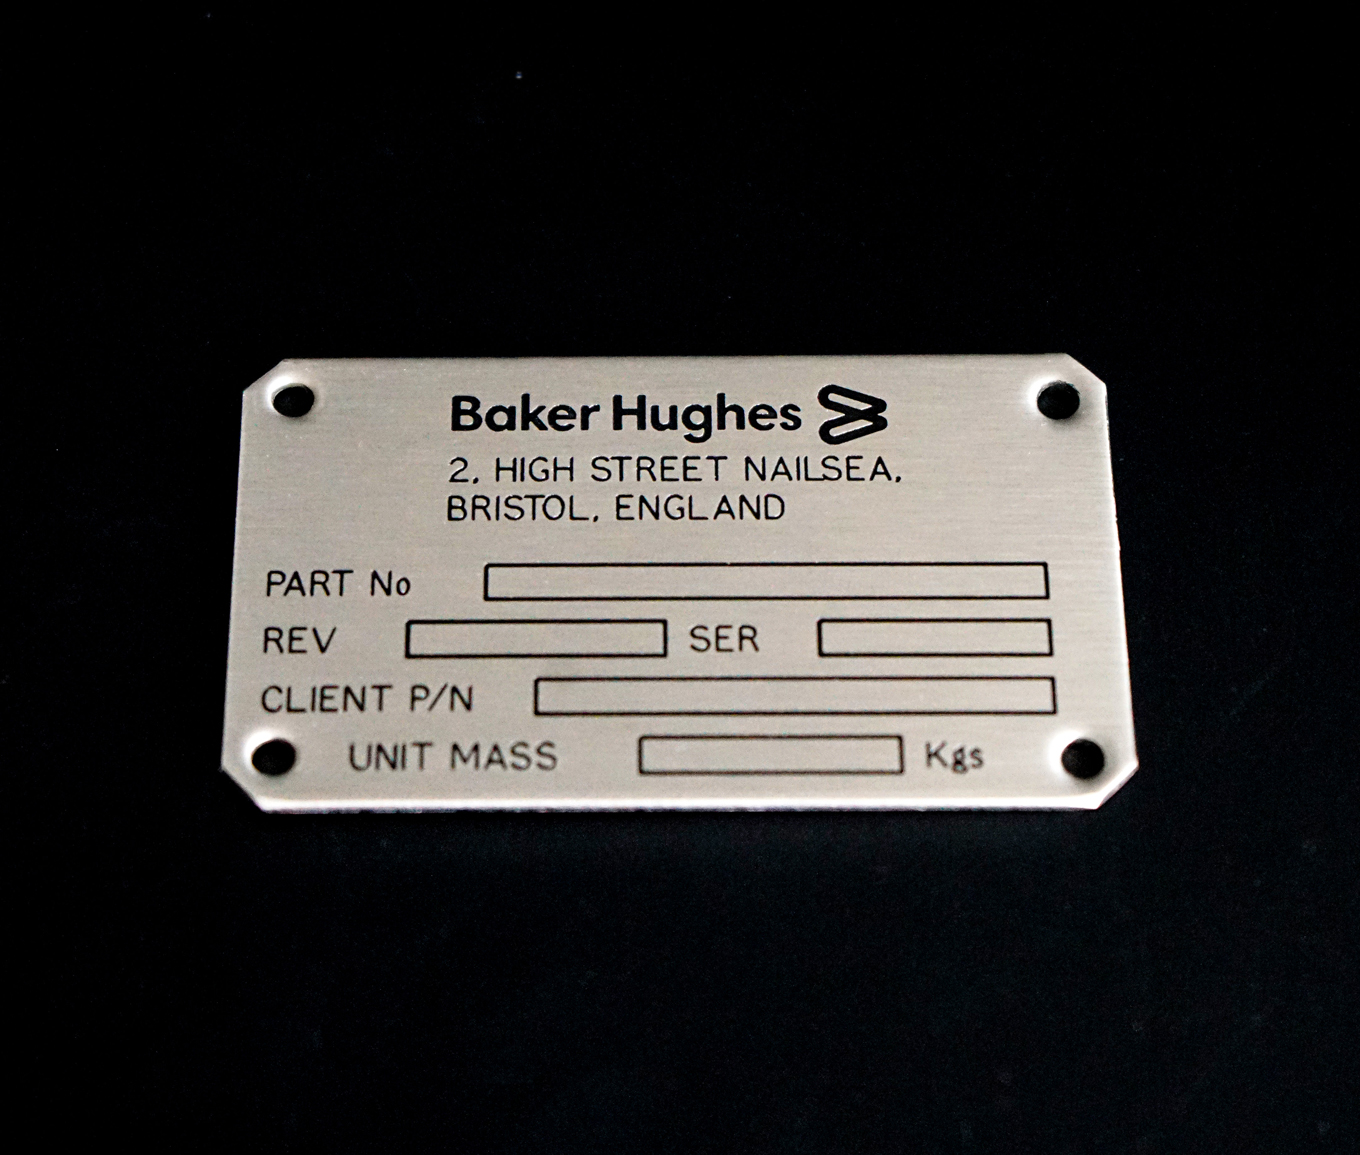 Baker Hughes
2, HIGH STREET NAILSEA,
BRISTOL, ENGLAND
PART No
REV SER
CLIENT P/N
UNIT MASS Kgs